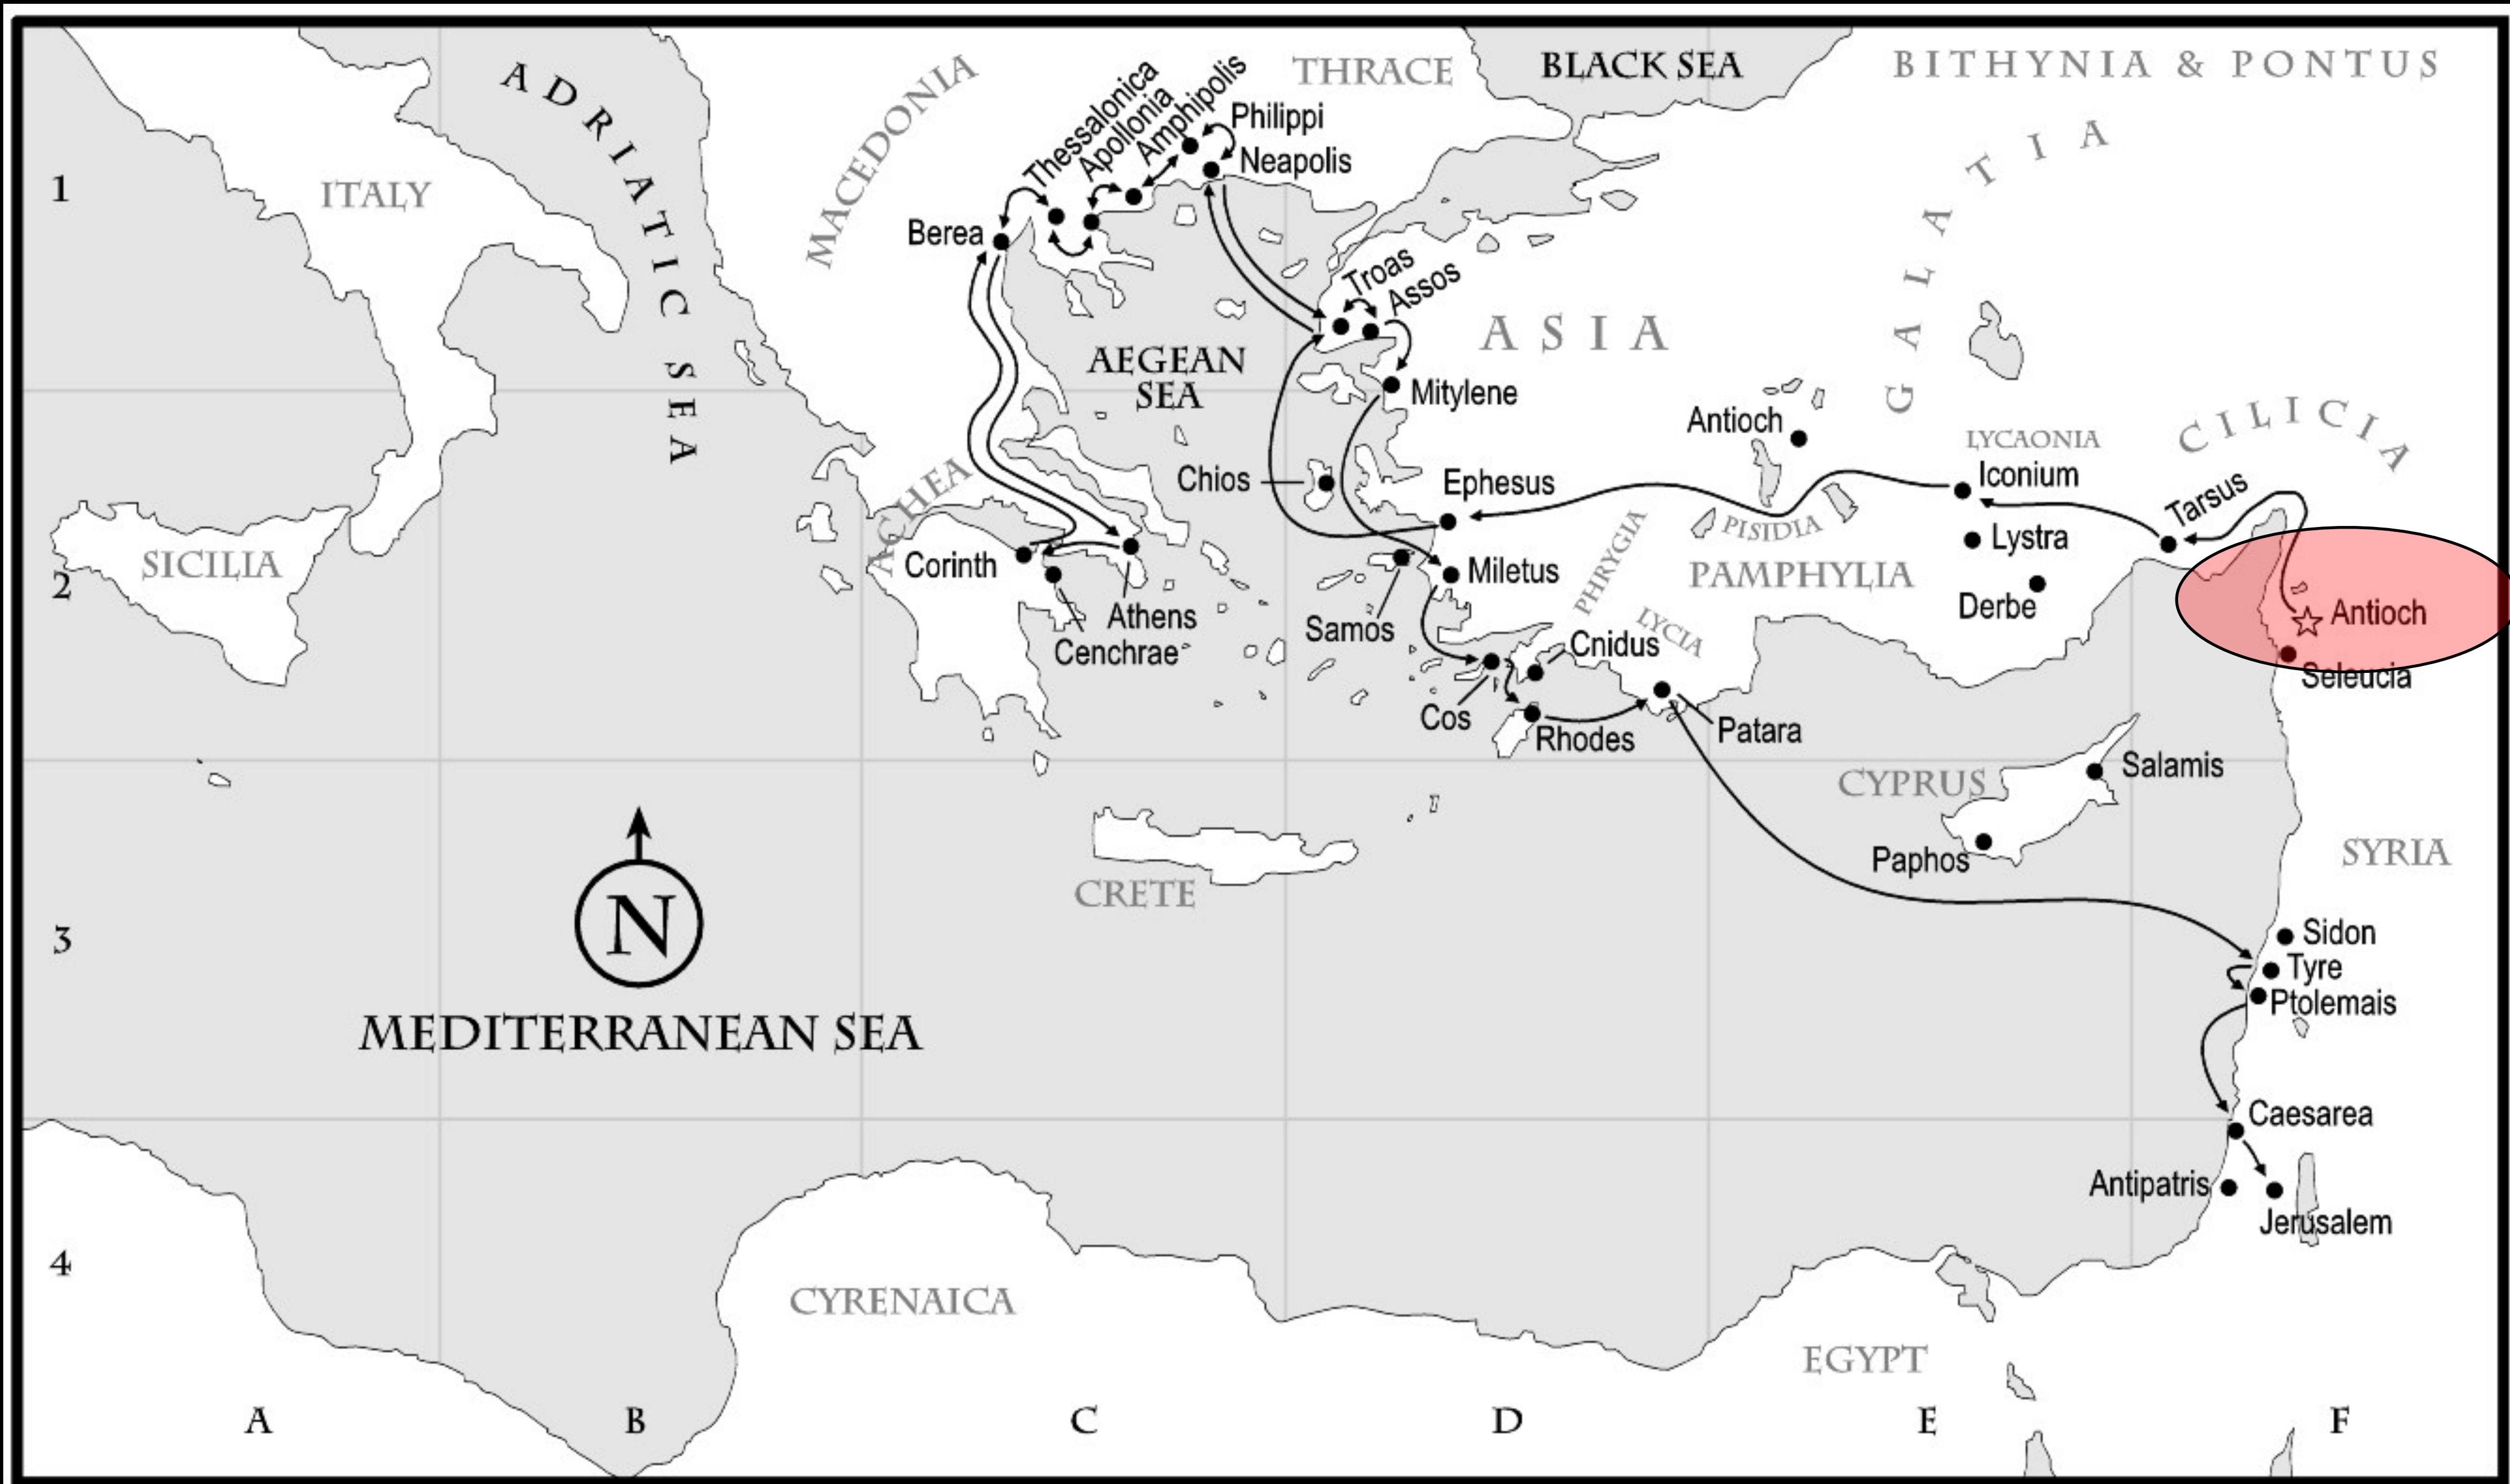 BLACK SEA
BITHYNIA & PONTUS
THRACE
ADRIATIC SEA
MACEDONIA
Thessalonica
Apollonia
Amphipolis
Philippi
Neapolis
GALATIA
1
ITALY
Berea
Troas
Assos
ASIA
AEGEAN
SEA
Mitylene
Antioch
CILICIA
LYCAONIA
Iconium
Chios
Ephesus
Tarsus
ACHEA
PHRYGIA
PISIDIA
Lystra
SICILIA
Corinth
2
Miletus
PAMPHYLIA
Derbe
Antioch
Athens
Samos
LYCIA
Cenchrae
Cnidus
Seleucia
Cos
Rhodes
Patara
Salamis
CYPRUS
Paphos
SYRIA
CRETE
N
3
Sidon
Tyre
Ptolemais
MEDITERRANEAN SEA
Caesarea
Antipatris
Jerusalem
4
CYRENAICA
EGYPT
A
B
C
D
E
F